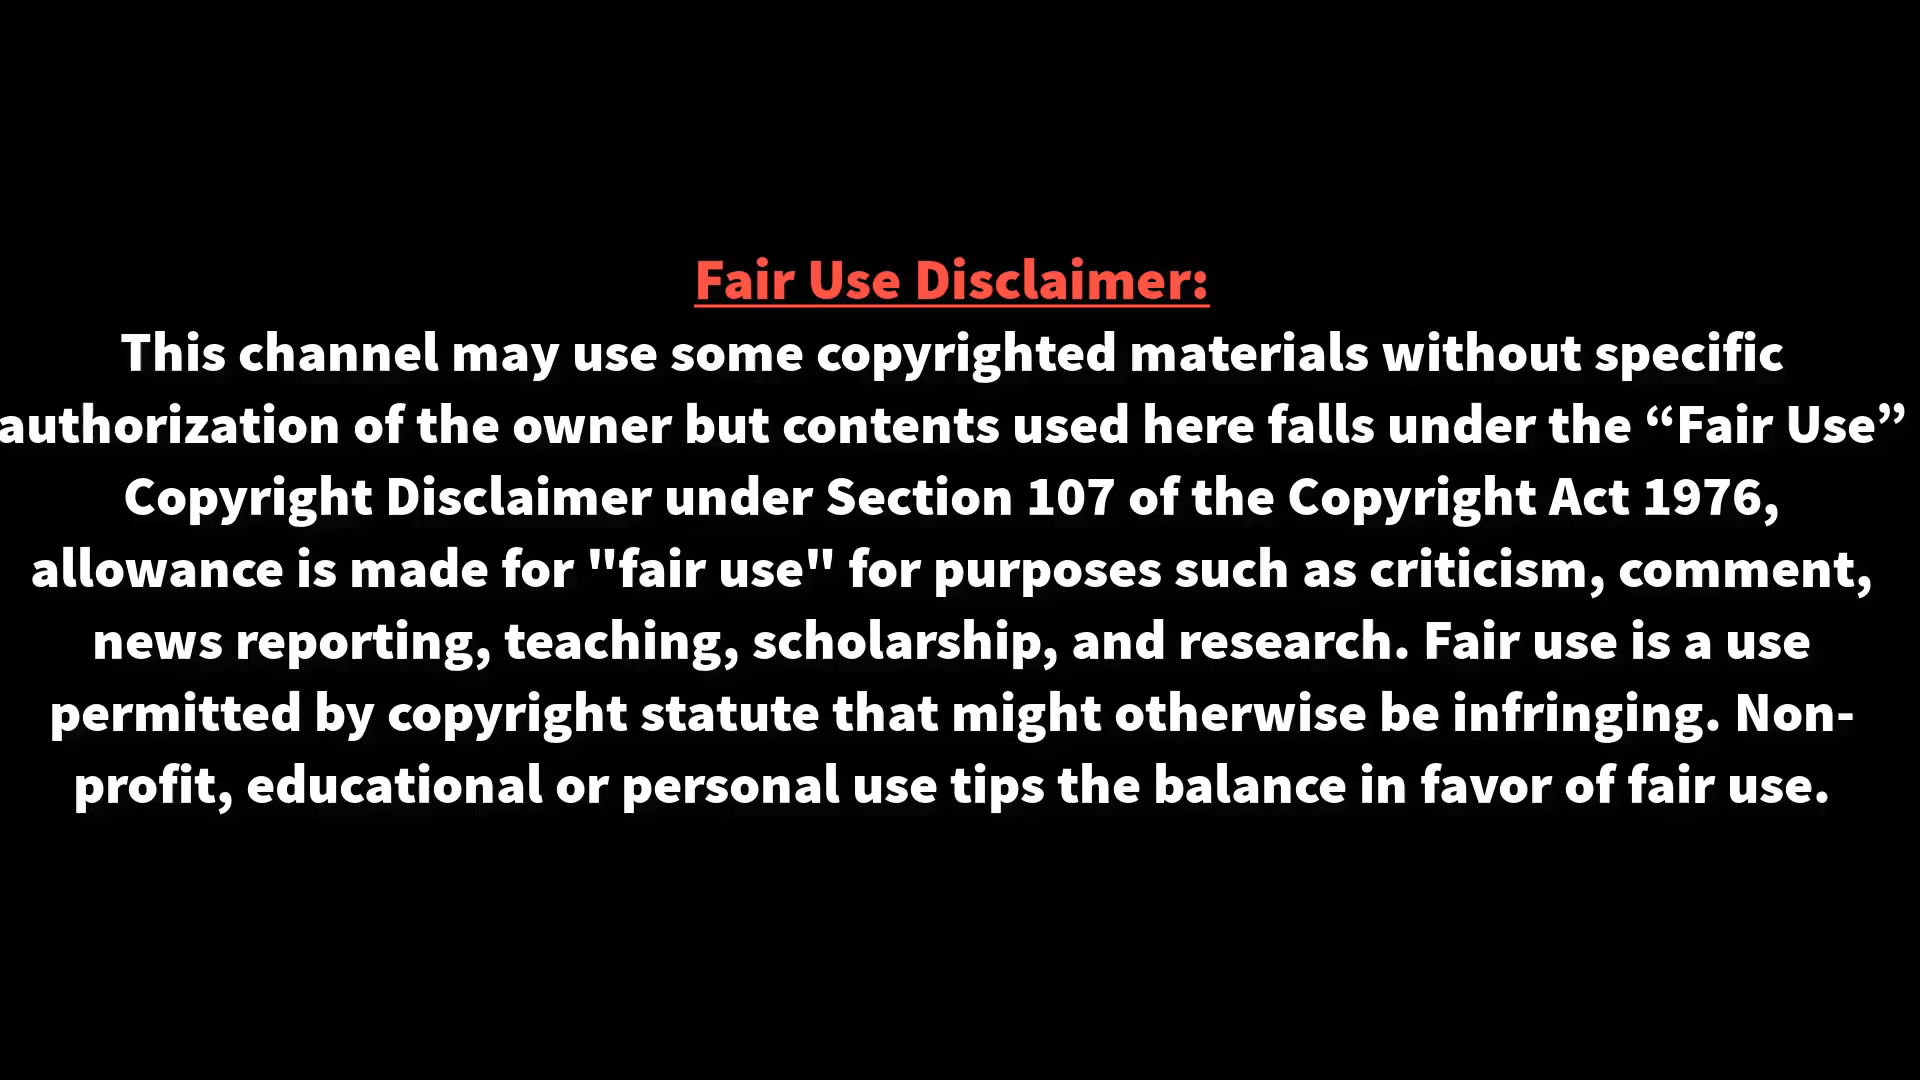 Fair Use Disclaimer:
This channel may use some copyrighted materials without specific
authorization of the owner but contents used here falls under the “Fair Use”
Copyright Disclaimer under Section 107 of the Copyright Act 1976,
allowance is made for "fair use" for purposes such as criticism, comment,
news reporting, teaching, scholarship, and research. Fair use is a use
permitted by copyright statute that might otherwise be infringing. Non-
profit, educational or personal use tips the balance in favor of fair use.